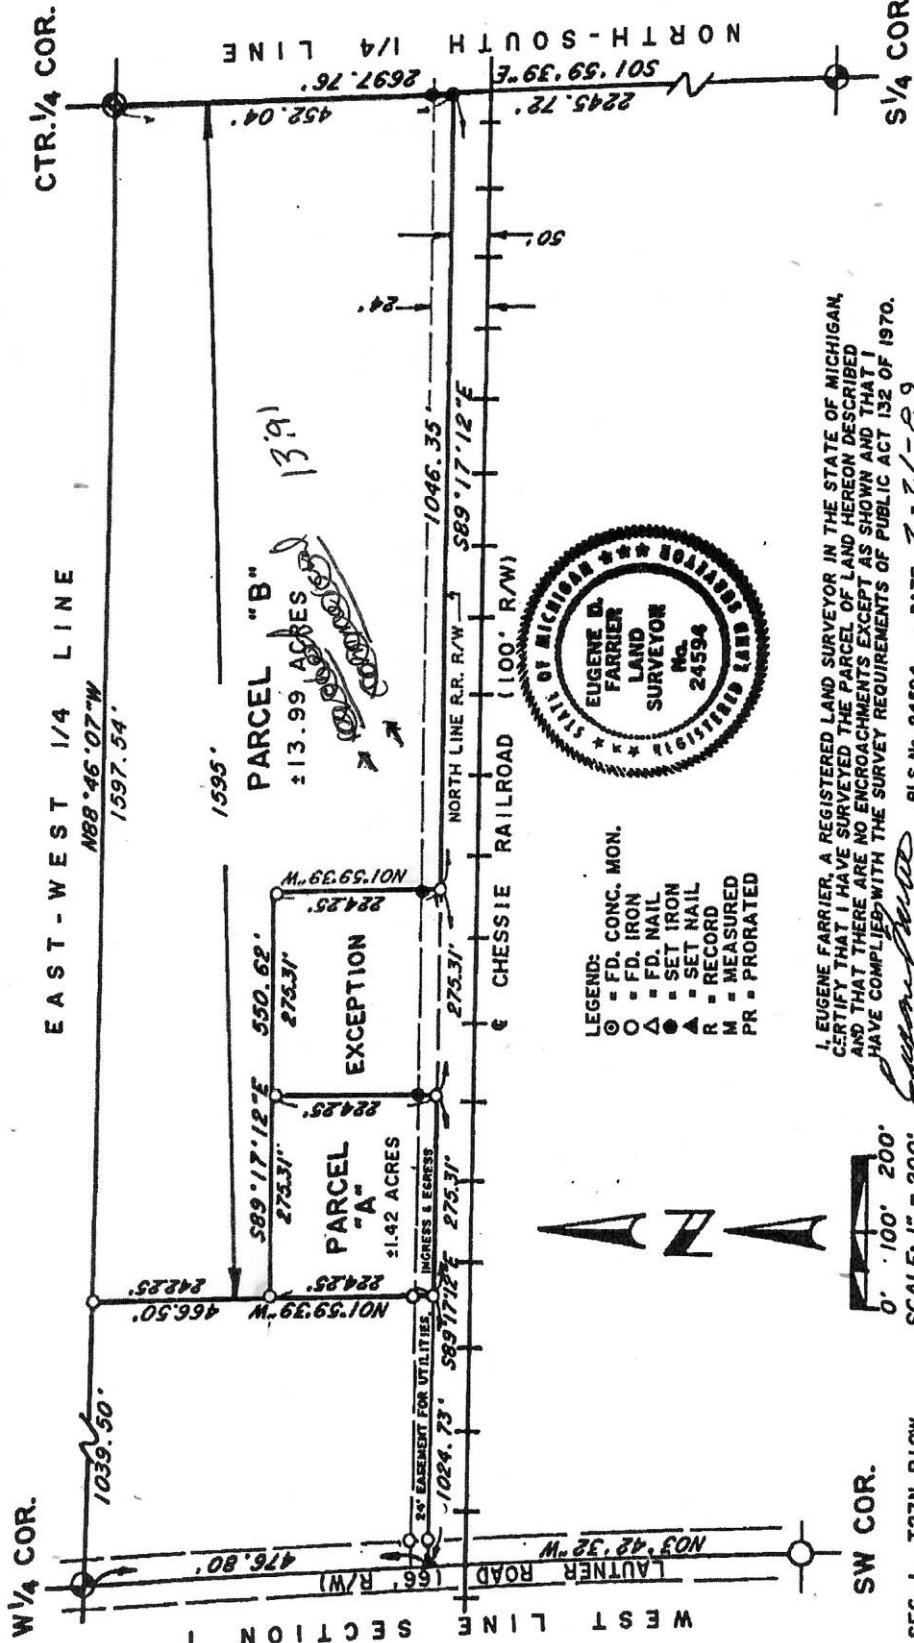 W1/4 COR.
CTR.1/4 COR.
EAST-WEST 1/4 LINE
N88°46'07"W
1597.54'
1039.50'
1595'
NORTH-SOUTH 1/4 LINE
2697.76'
452.04'
S01°59'39"E
2245.72'
S1/4 COR.
466.50'
242.25'
N01°59'39"W
224.25'
S89°17'12"E 550.62'
275.31'
275.31'
PARCEL "A"
±1.42 ACRES
224.25'
EXCEPTION
N01°59'39"W
224.25'
PARCEL "B"
±13.99 ACRES
13.91
24'
50'
1046.35'
S89°17'12"E
NORTH LINE R.R. R/W
24' EASEMENT FOR UTILITIES, INGRESS & EGRESS
1024.73'
S89°17'12"E 275.31'
275.31'
℄ CHESSIE RAILROAD (100' R/W)
WEST LINE SECTION 1
476.80'
(66' R/W)
LAUTNER ROAD
N03°42'32"W
SW COR.
N
LEGEND:
⊙ = FD. CONC. MON.
○ = FD. IRON
△ = FD. NAIL
● = SET IRON
▲ = SET NAIL
R = RECORD
M = MEASURED
PR = PRORATED
STATE OF MICHIGAN
REGISTERED LAND SURVEYOR
EUGENE D.
FARRIER
LAND
SURVEYOR
No.
24594
I, EUGENE FARRIER, A REGISTERED LAND SURVEYOR IN THE STATE OF MICHIGAN,
CERTIFY THAT I HAVE SURVEYED THE PARCEL OF LAND HEREON DESCRIBED
AND THAT THERE ARE NO ENCROACHMENTS EXCEPT AS SHOWN AND THAT I
HAVE COMPLIED WITH THE SURVEY REQUIREMENTS OF PUBLIC ACT 132 OF 1970.
0' 100' 200'
SCALE: 1" = 200'